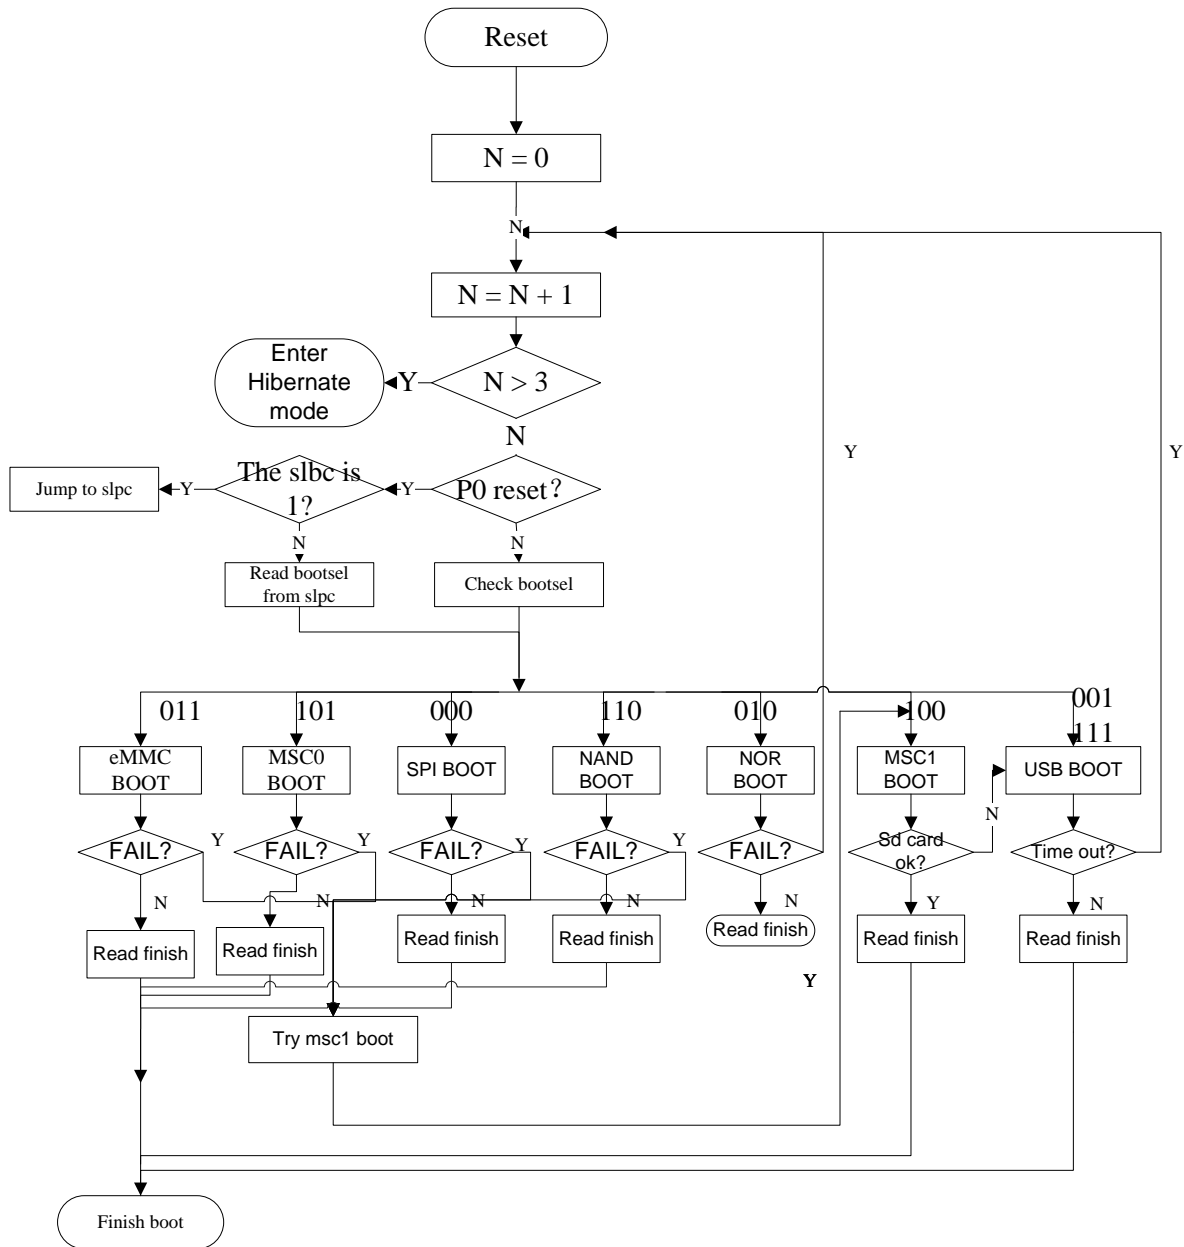 Reset
N = 0
N
N = N + 1
Enter
Hibernate
mode
Y
N > 3
N
Y
Y
Jump to slpc
Y
The slbc is
1?
Y
P0 reset?
N
N
Read bootsel
from slpc
Check bootsel
011
101
000
110
010
100
001
111
eMMC
BOOT
MSC0
BOOT
SPI BOOT
NAND
BOOT
NOR
BOOT
MSC1
BOOT
USB BOOT
N
FAIL?
Y
FAIL?
Y
FAIL?
Y
FAIL?
Y
FAIL?
Sd card
ok?
Time out?
N
N
N
N
N
Y
N
Read finish
Read finish
Read finish
Read finish
Read finish
Read finish
Read finish
Y
Try msc1 boot
Finish boot